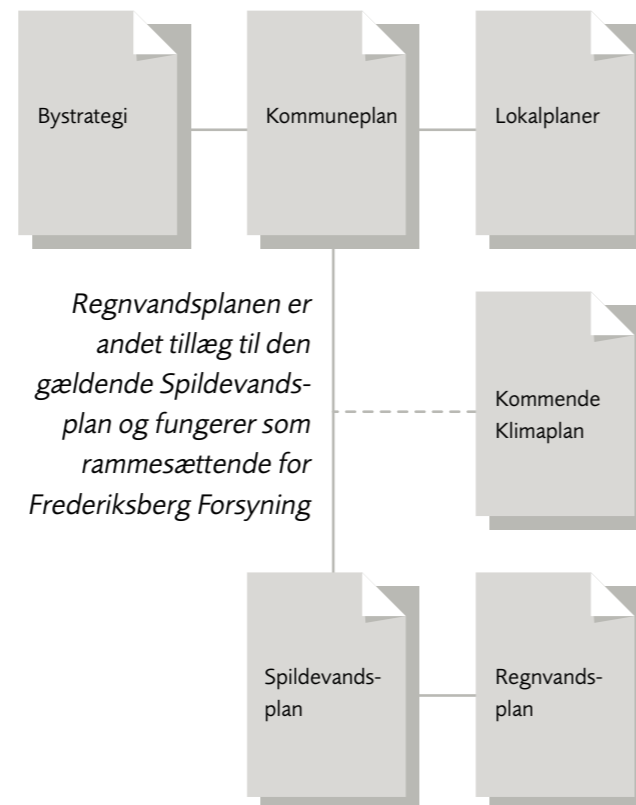 Bystrategi
Kommuneplan
Lokalplaner
Regnvandsplanen er
andet tillæg til den
gældende Spildevands-
plan og fungerer som
rammesættende for
Frederiksberg Forsyning
Kommende
Klimaplan
Spildevands-
plan
Regnvands-
plan